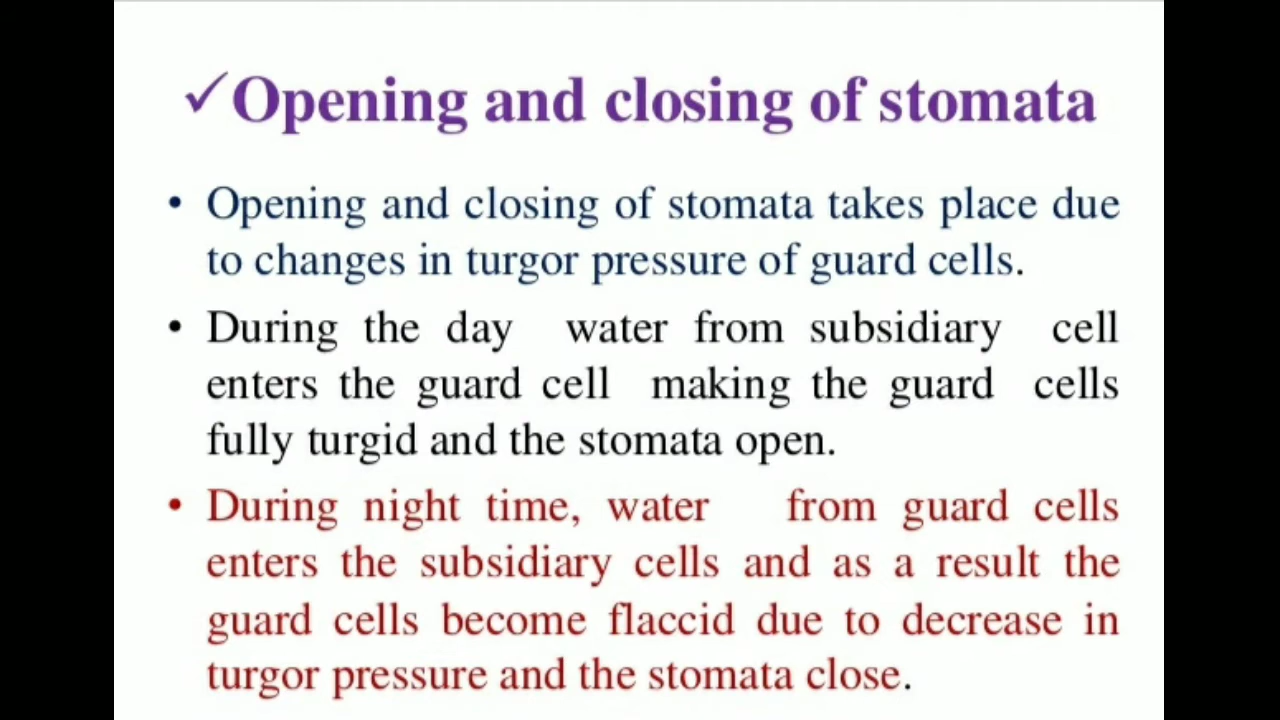 ✓Opening and closing of stomata
• Opening and closing of stomata takes place due
to changes in turgor pressure of guard cells.
• During the day water from subsidiary cell
enters the guard cell making the guard cells
fully turgid and the stomata open.
• During night time, water from guard cells
enters the subsidiary cells and as a result the
guard cells become flaccid due to decrease in
turgor pressure and the stomata close.